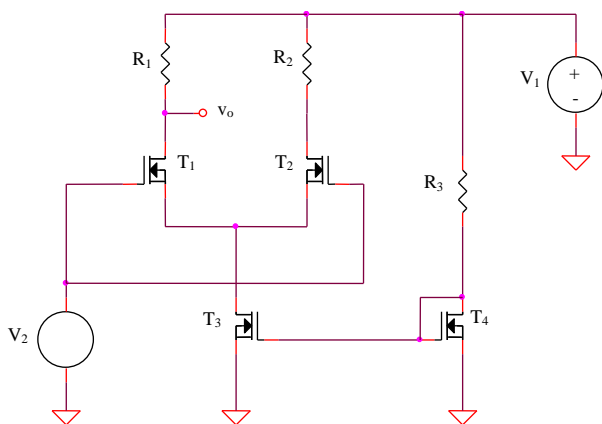 R₁
R₂
V₁
+
-
vₒ
T₁
T₂
R₃
T₃
T₄
V₂